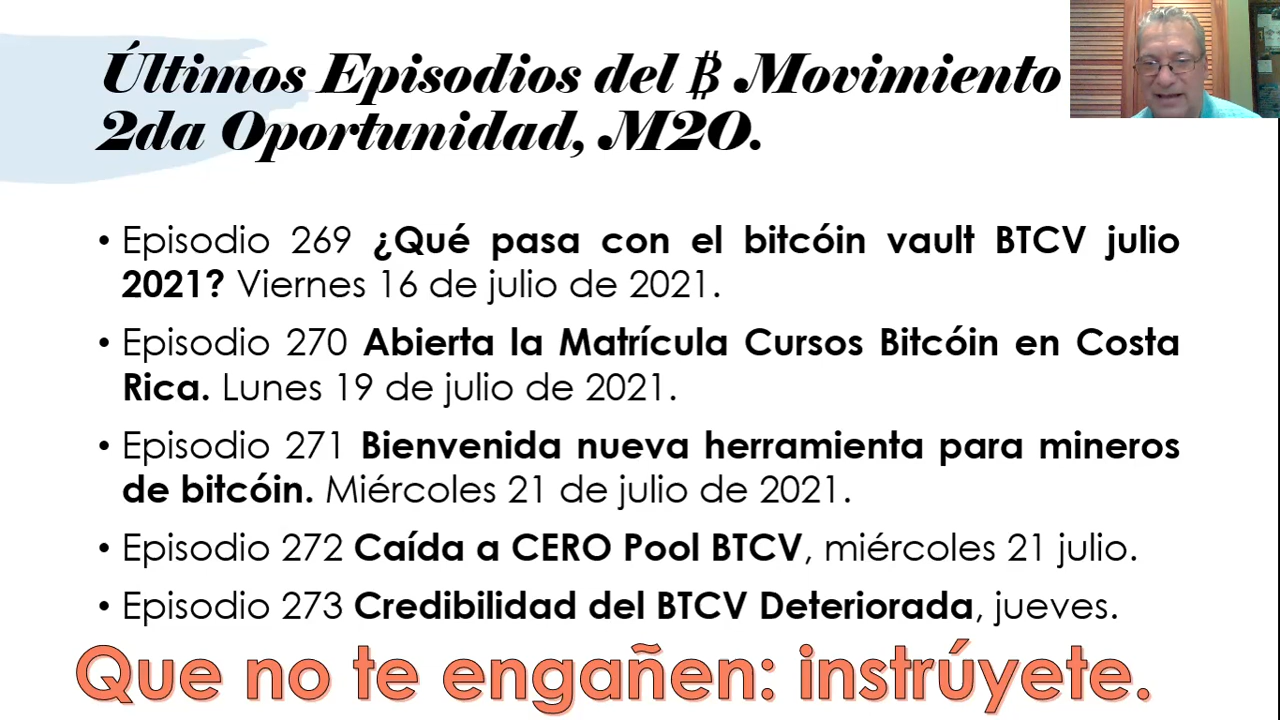 Últimos Episodios del ₿ Movimiento
2da Oportunidad, M2O.
• Episodio 269 ¿Qué pasa con el bitcóin vault BTCV julio
2021? Viernes 16 de julio de 2021.
• Episodio 270 Abierta la Matrícula Cursos Bitcóin en Costa
Rica. Lunes 19 de julio de 2021.
• Episodio 271 Bienvenida nueva herramienta para mineros
de bitcóin. Miércoles 21 de julio de 2021.
• Episodio 272 Caída a CERO Pool BTCV, miércoles 21 julio.
• Episodio 273 Credibilidad del BTCV Deteriorada, jueves.
Que no te engañen: instrúyete.